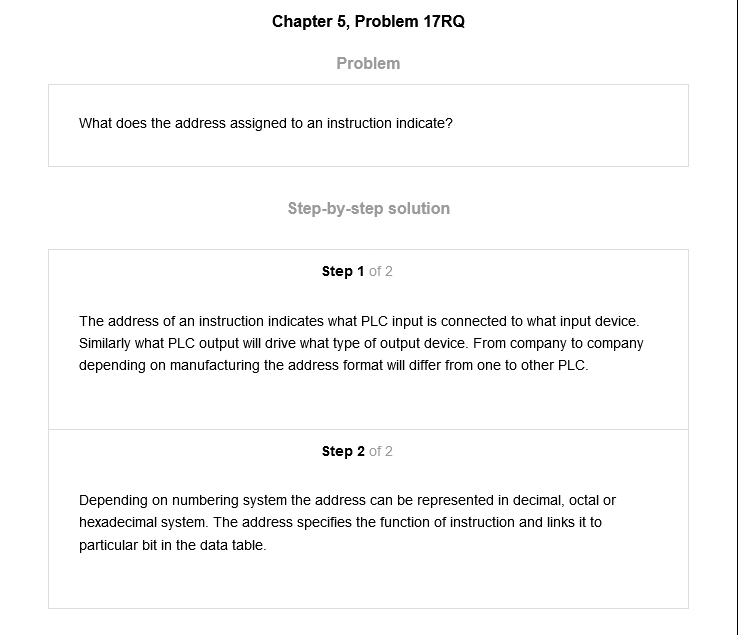 Chapter 5, Problem 17RQ
Problem
What does the address assigned to an instruction indicate?
Step-by-step solution
Step 1 of 2
The address of an instruction indicates what PLC input is connected to what input device.
Similarly what PLC output will drive what type of output device. From company to company
depending on manufacturing the address format will differ from one to other PLC.
Step 2 of 2
Depending on numbering system the address can be represented in decimal, octal or
hexadecimal system. The address specifies the function of instruction and links it to
particular bit in the data table.